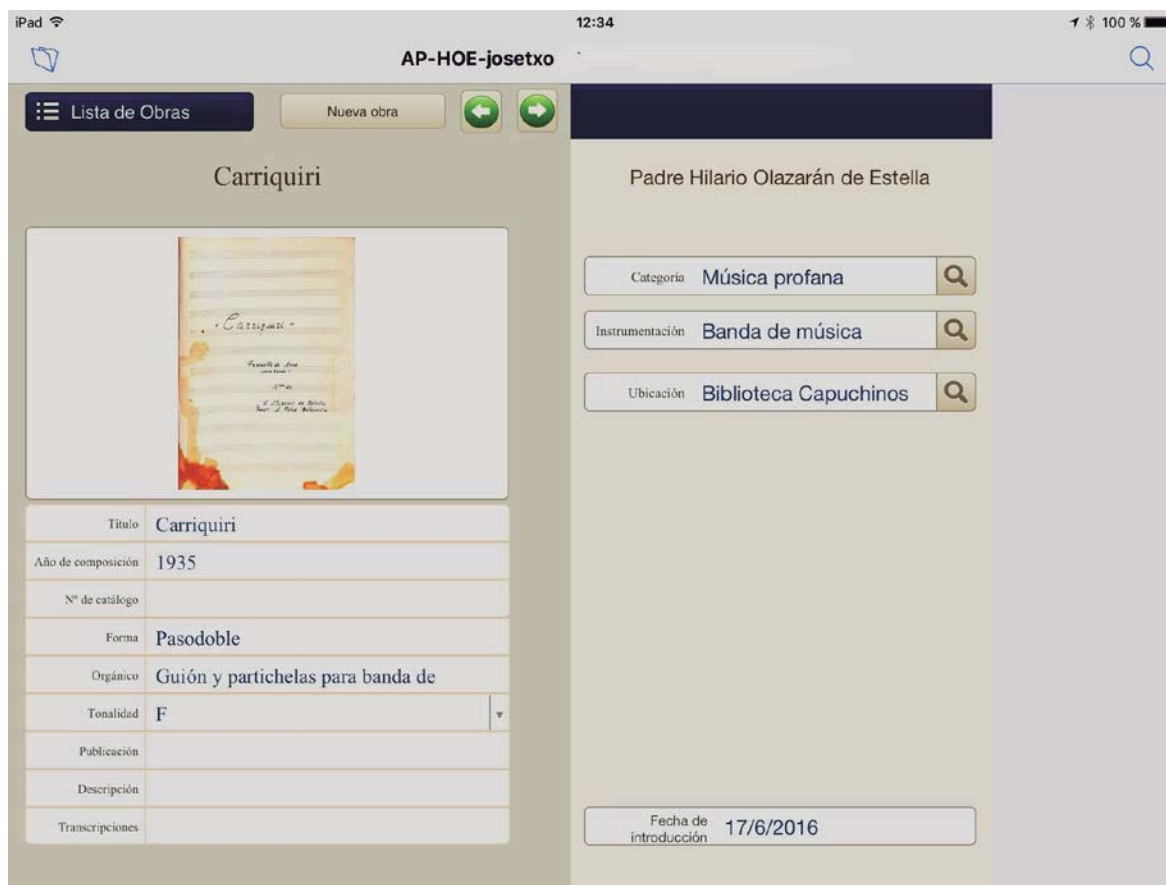 iPad
12:34
100 %
AP-HOE-josetxo
Lista de Obras
Nueva obra
Carriquiri
Padre Hilario Olazarán de Estella
- Carriquiri -
Categoria Música profana
Instrumentación Banda de música
Ubicación Biblioteca Capuchinos
Título Carriquiri
Año de composición 1935
Nº de catálogo
Forma Pasodoble
Orgánico Guión y partichelas para banda de
Tonalidad F
Publicación
Descripción
Transcripciones
Fecha de
introducción 17/6/2016